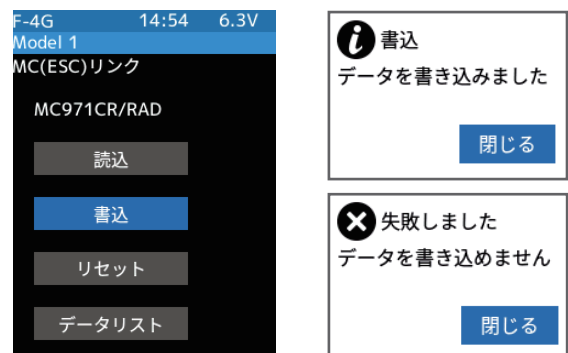 F-4G 14:54 6.3V
Model 1
MC(ESC)リンク
MC971CR/RAD
読込
書込
リセット
データリスト
書込
データを書き込みました
閉じる
失敗しました
データを書き込めません
閉じる